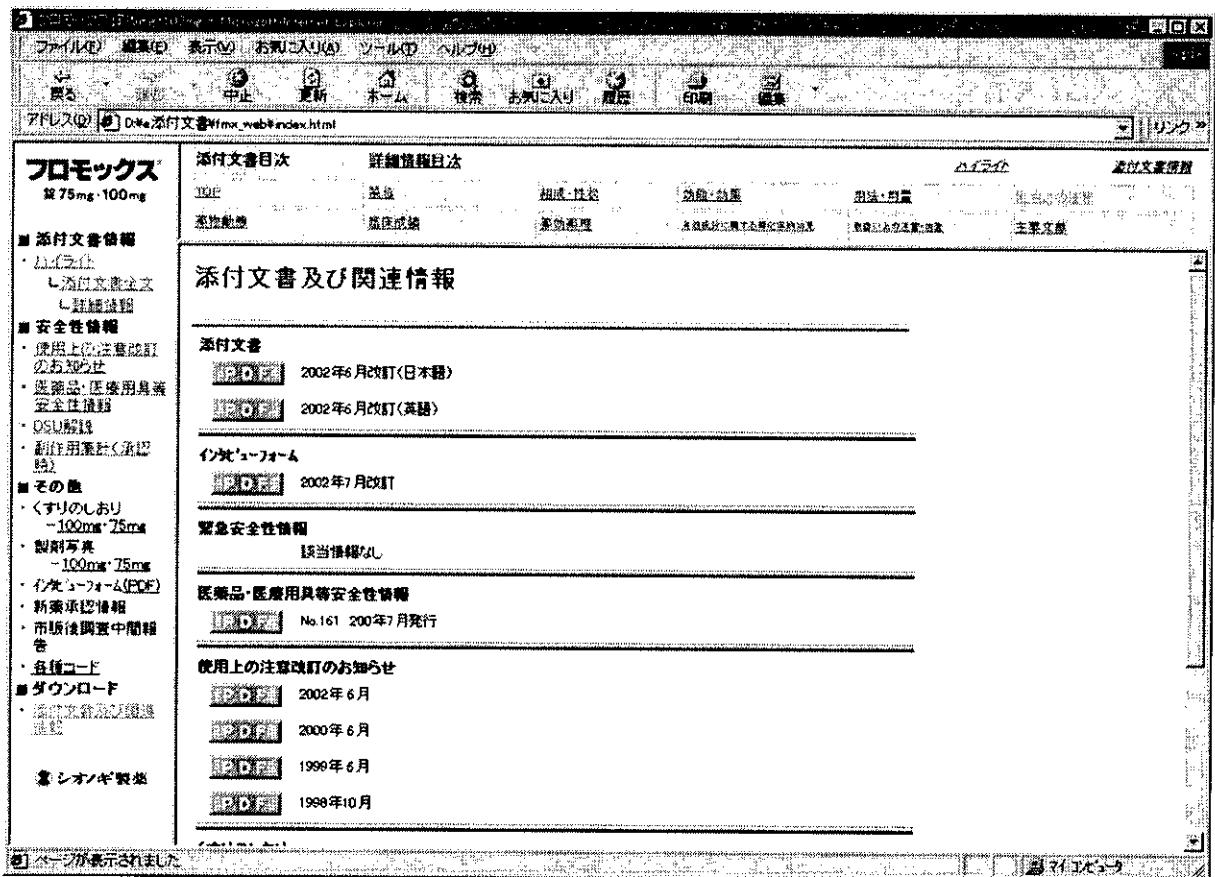 ファイル(F) 編集(E) 表示(V) お気に入り(A) ツール(T) ヘルプ(H)
戻る 中止 更新 ホーム 検索 お気に入り 履歴 印刷 編集
アドレス(D) D:¥e添付文書¥fmx_web¥index.html リンク »
フロモックス
錠75mg・100mg
■ 添付文書情報
・ハイライト
┗添付文書全文
┗詳細情報
■ 安全性情報
・使用上の注意改訂
のお知らせ
・医薬品・医療用具等
安全性情報
・DSU解説
・副作用集計(承認
時)
■ その他
・くすりのしおり
-100mg・75mg
・製剤写真
-100mg・75mg
・インタビューフォーム(PDF)
・新薬承認情報
・市販後調査中間報
告
・各種コード
■ ダウンロード
・添付文書及び関連
情報
シオノギ製薬
添付文書目次 詳細情報目次 ハイライト 添付文書情報
TOP 薬物動態 臨床成績 組成・性状 薬効薬理 効能・効果 用法・用量 主要文献
添付文書及び関連情報
添付文書
PDF 2002年6月改訂(日本語)
PDF 2002年6月改訂(英語)
インタビューフォーム
PDF 2002年7月改訂
緊急安全性情報
該当情報なし
医薬品・医療用具等安全性情報
PDF No.161 200年7月発行
使用上の注意改訂のお知らせ
PDF 2002年6月
PDF 2000年6月
PDF 1999年6月
PDF 1998年10月
ページが表示されました マイ コンピュータ